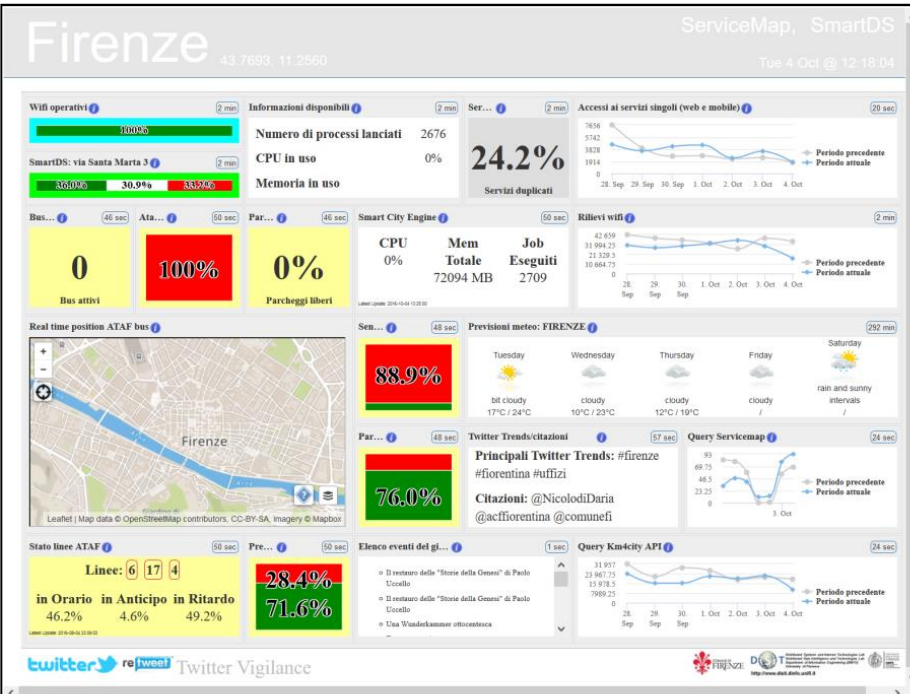 Firenze
43.7693, 11.2560
ServiceMap, SmartDS
Tue 4 Oct @ 12:18:04
Wifi operativi
2 min
100%
SmartDS: via Santa Marta 3
2 min
36.0%
30.9%
33.2%
Informazioni disponibili
2 min
Numero di processi lanciati 2676
CPU in uso 0%
Memoria in uso
Ser...
2 min
24.2%
Servizi duplicati
Accessi ai servizi singoli (web e mobile)
20 sec
7656
5742
3828
1914
0
28. Sep 29. Sep 30. Sep 1. Oct 2. Oct 3. Oct 4. Oct
Periodo precedente
Periodo attuale
Bus...
46 sec
0
Bus attivi
Ata...
50 sec
100%
Par...
46 sec
0%
Parcheggi liberi
Smart City Engine
50 sec
CPU Mem Job
0% Totale Eseguiti
72094 MB 2709
Rilievi wifi
2 min
42 659
31 994.25
21 329.5
10 664.75
0
28. 29. 30. 1. Oct 2. Oct 3. Oct 4. Oct
Sep Sep Sep
Periodo precedente
Periodo attuale
Real time position ATAF bus
+
−
Firenze
Leaflet | Map data © OpenStreetMap contributors, CC-BY-SA, Imagery © Mapbox
Sen...
48 sec
88.9%
Previsioni meteo: FIRENZE
292 min
Tuesday Wednesday Thursday Friday Saturday
bit cloudy cloudy cloudy cloudy rain and sunny
intervals
17°C / 24°C 10°C / 23°C 12°C / 19°C / /
Par...
48 sec
76.0%
Twitter Trends/citazioni
57 sec
Principali Twitter Trends: #firenze
#fiorentina #uffizi
Citazioni: @NicolodiDaria
@acffiorentina @comunefi
Query Servicemap
24 sec
93
69.75
46.5
23.25
0
3. Oct
Periodo precedente
Periodo attuale
Stato linee ATAF
50 sec
Linee: 6 17 4
in Orario in Anticipo in Ritardo
46.2% 4.6% 49.2%
Pre...
50 sec
28.4%
71.6%
Elenco eventi del gi...
1 sec
Il restauro delle "Storie della Genesi" di Paolo
Uccello
Il restauro delle "Storie della Genesi" di Paolo
Uccello
Una Wunderkammer ottocentesca
Query Km4city API
24 sec
31 957
23 967.75
15 978.5
7989.25
0
28. 29. 30. 1. Oct 2. Oct 3. Oct 4. Oct
Sep Sep Sep
Periodo precedente
Periodo attuale
twitter
retweet
Twitter Vigilance
FIRENZE
http://www.disit.dinfo.unifi.it